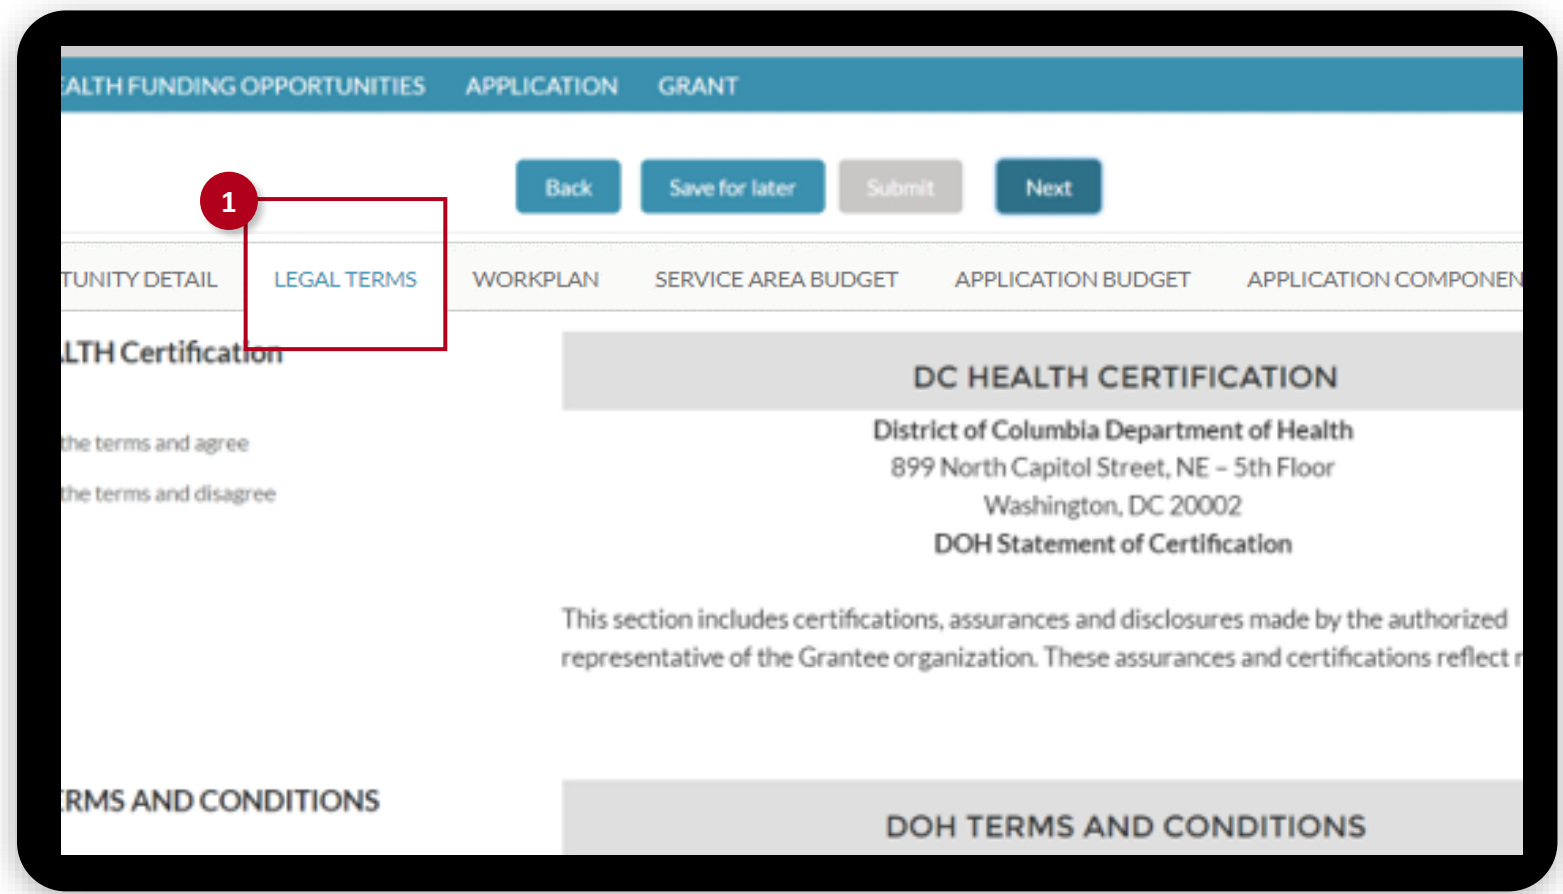 EALTH FUNDING OPPORTUNITIES APPLICATION GRANT
Back Save for later Submit Next
1
TUNITY DETAIL LEGAL TERMS WORKPLAN SERVICE AREA BUDGET APPLICATION BUDGET APPLICATION COMPONEN
LTH Certification
the terms and agree
the terms and disagree
DC HEALTH CERTIFICATION
District of Columbia Department of Health
899 North Capitol Street, NE – 5th Floor
Washington, DC 20002
DOH Statement of Certification
This section includes certifications, assurances and disclosures made by the authorized
representative of the Grantee organization. These assurances and certifications reflect r
RMS AND CONDITIONS
DOH TERMS AND CONDITIONS